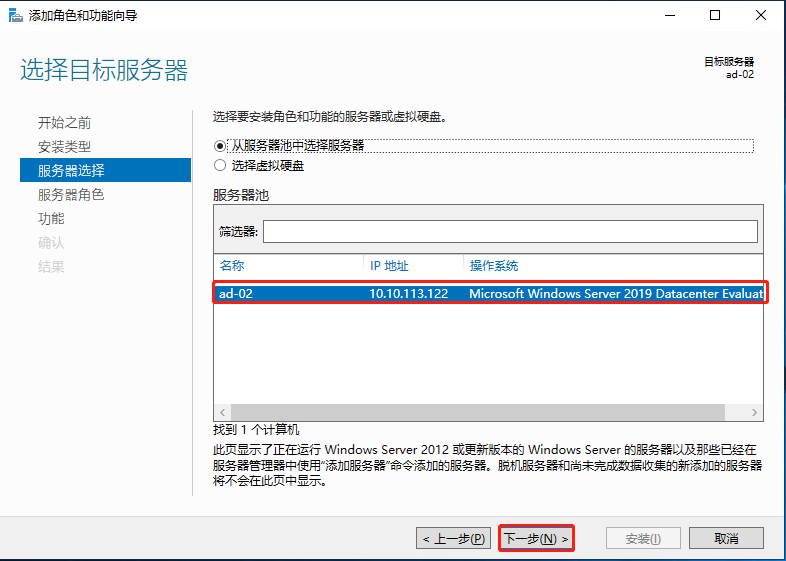 添加角色和功能向导
选择目标服务器
目标服务器
ad-02
开始之前
安装类型
服务器选择
服务器角色
功能
确认
结果
选择要安装角色和功能的服务器或虚拟硬盘。
从服务器池中选择服务器
选择虚拟硬盘
服务器池
筛选器:
名称 IP 地址 操作系统
ad-02 10.10.113.122 Microsoft Windows Server 2019 Datacenter Evaluat
找到 1 个计算机
此页显示了正在运行 Windows Server 2012 或更新版本的 Windows Server 的服务器以及那些已经在
服务器管理器中使用"添加服务器"命令添加的服务器。脱机服务器和尚未完成数据收集的新添加的服务器
将不会在此页中显示。
< 上一步(P) 下一步(N) > 安装(I) 取消